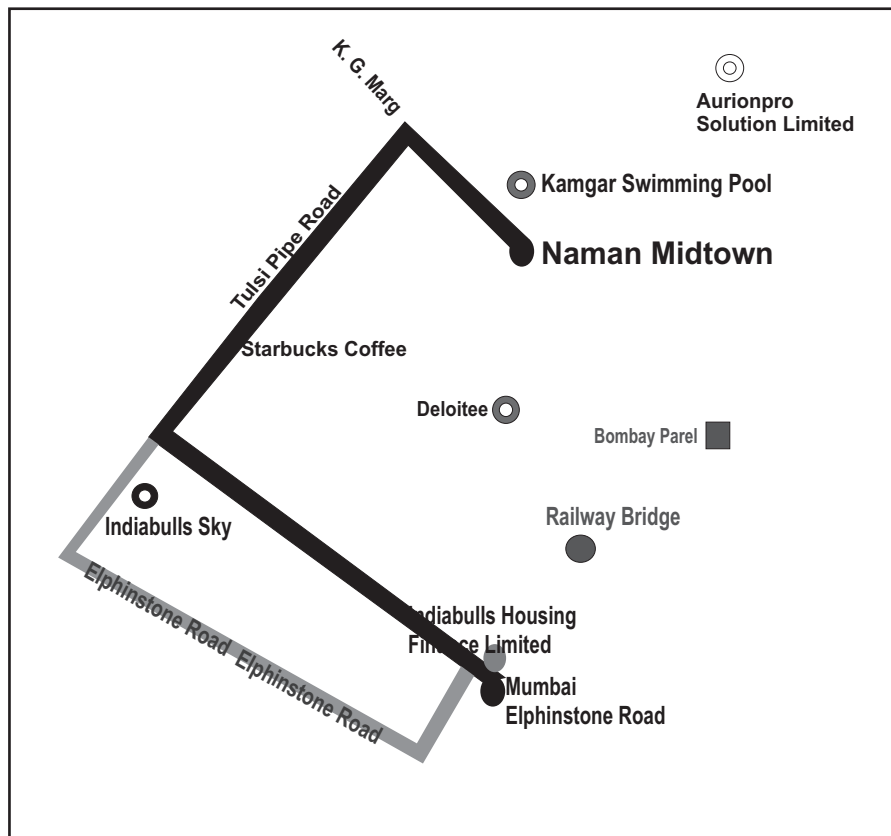 K. G. Marg
Aurionpro
Solution Limited
Kamgar Swimming Pool
Tulsi Pipe Road
Naman Midtown
Starbucks Coffee
Deloitee
Bombay Parel
Indiabulls Sky
Railway Bridge
Elphinstone Road Elphinstone Road
Indiabulls Housing
Finance Limited
Mumbai
Elphinstone Road